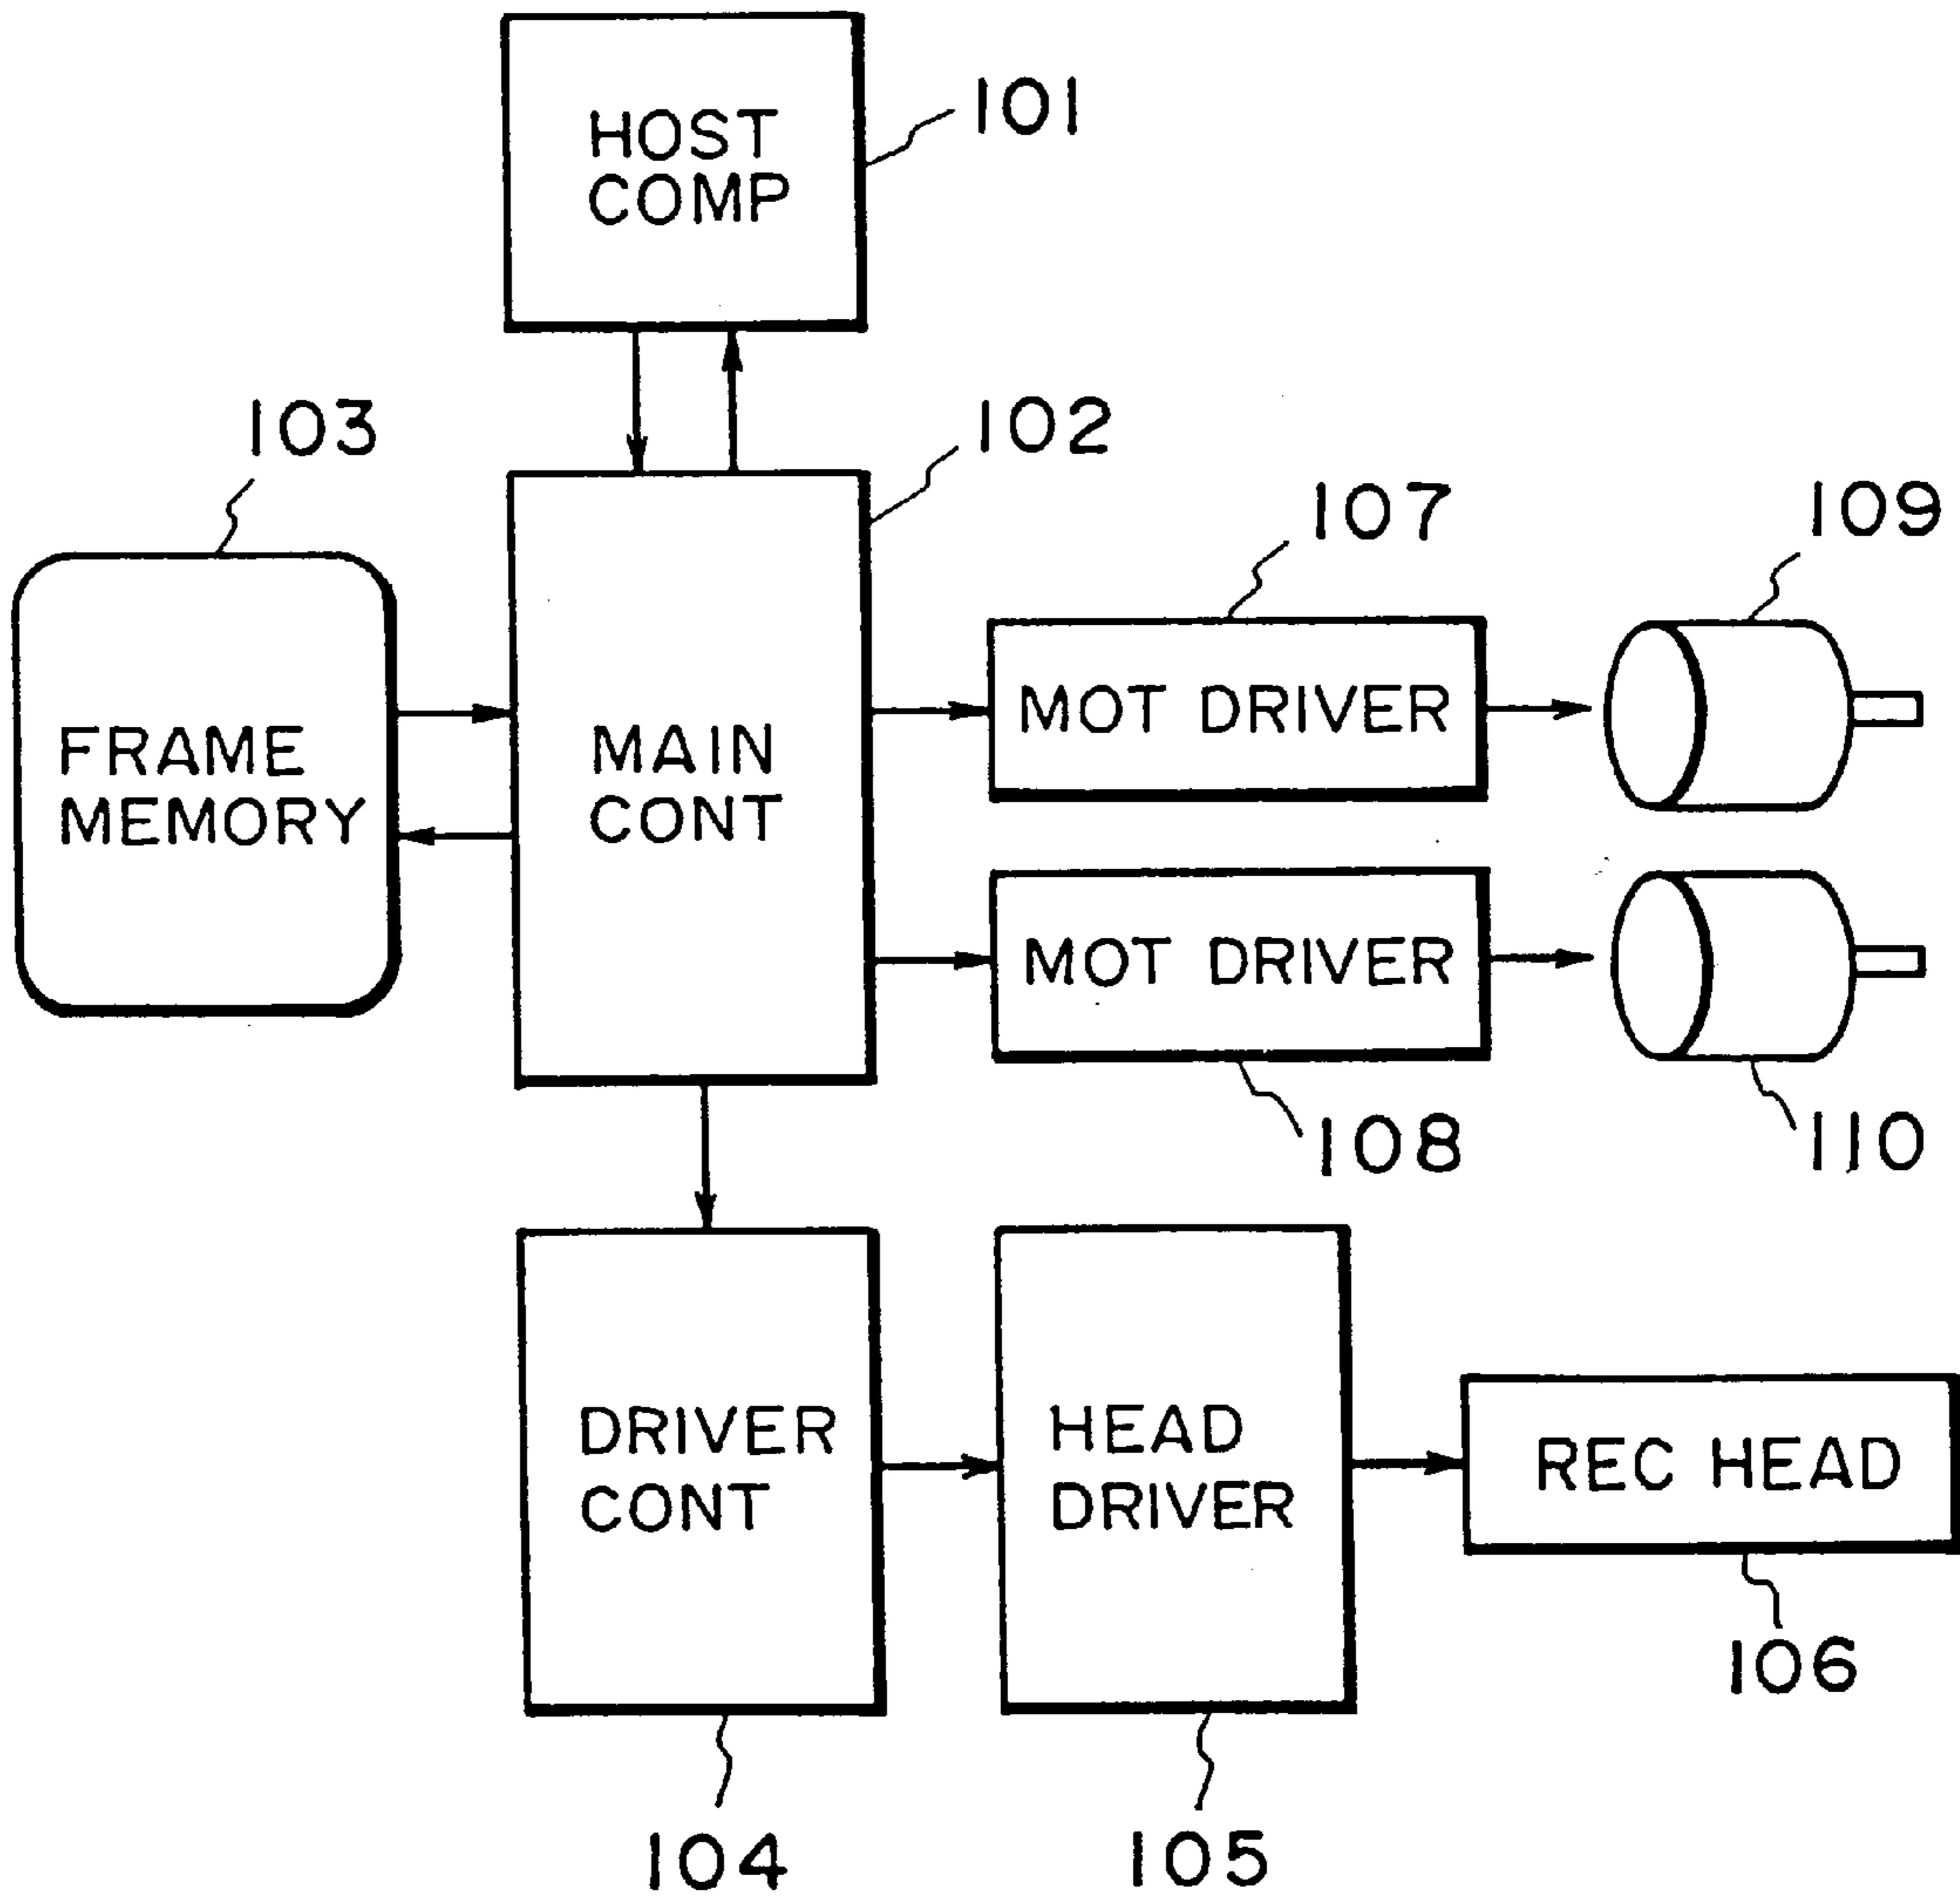 HOST
COMP
101
102
103
107
109
FRAME
MEMORY
MAIN
CONT
MOT DRIVER
MOT DRIVER
108
110
DRIVER
CONT
HEAD
DRIVER
REC HEAD
106
104
105